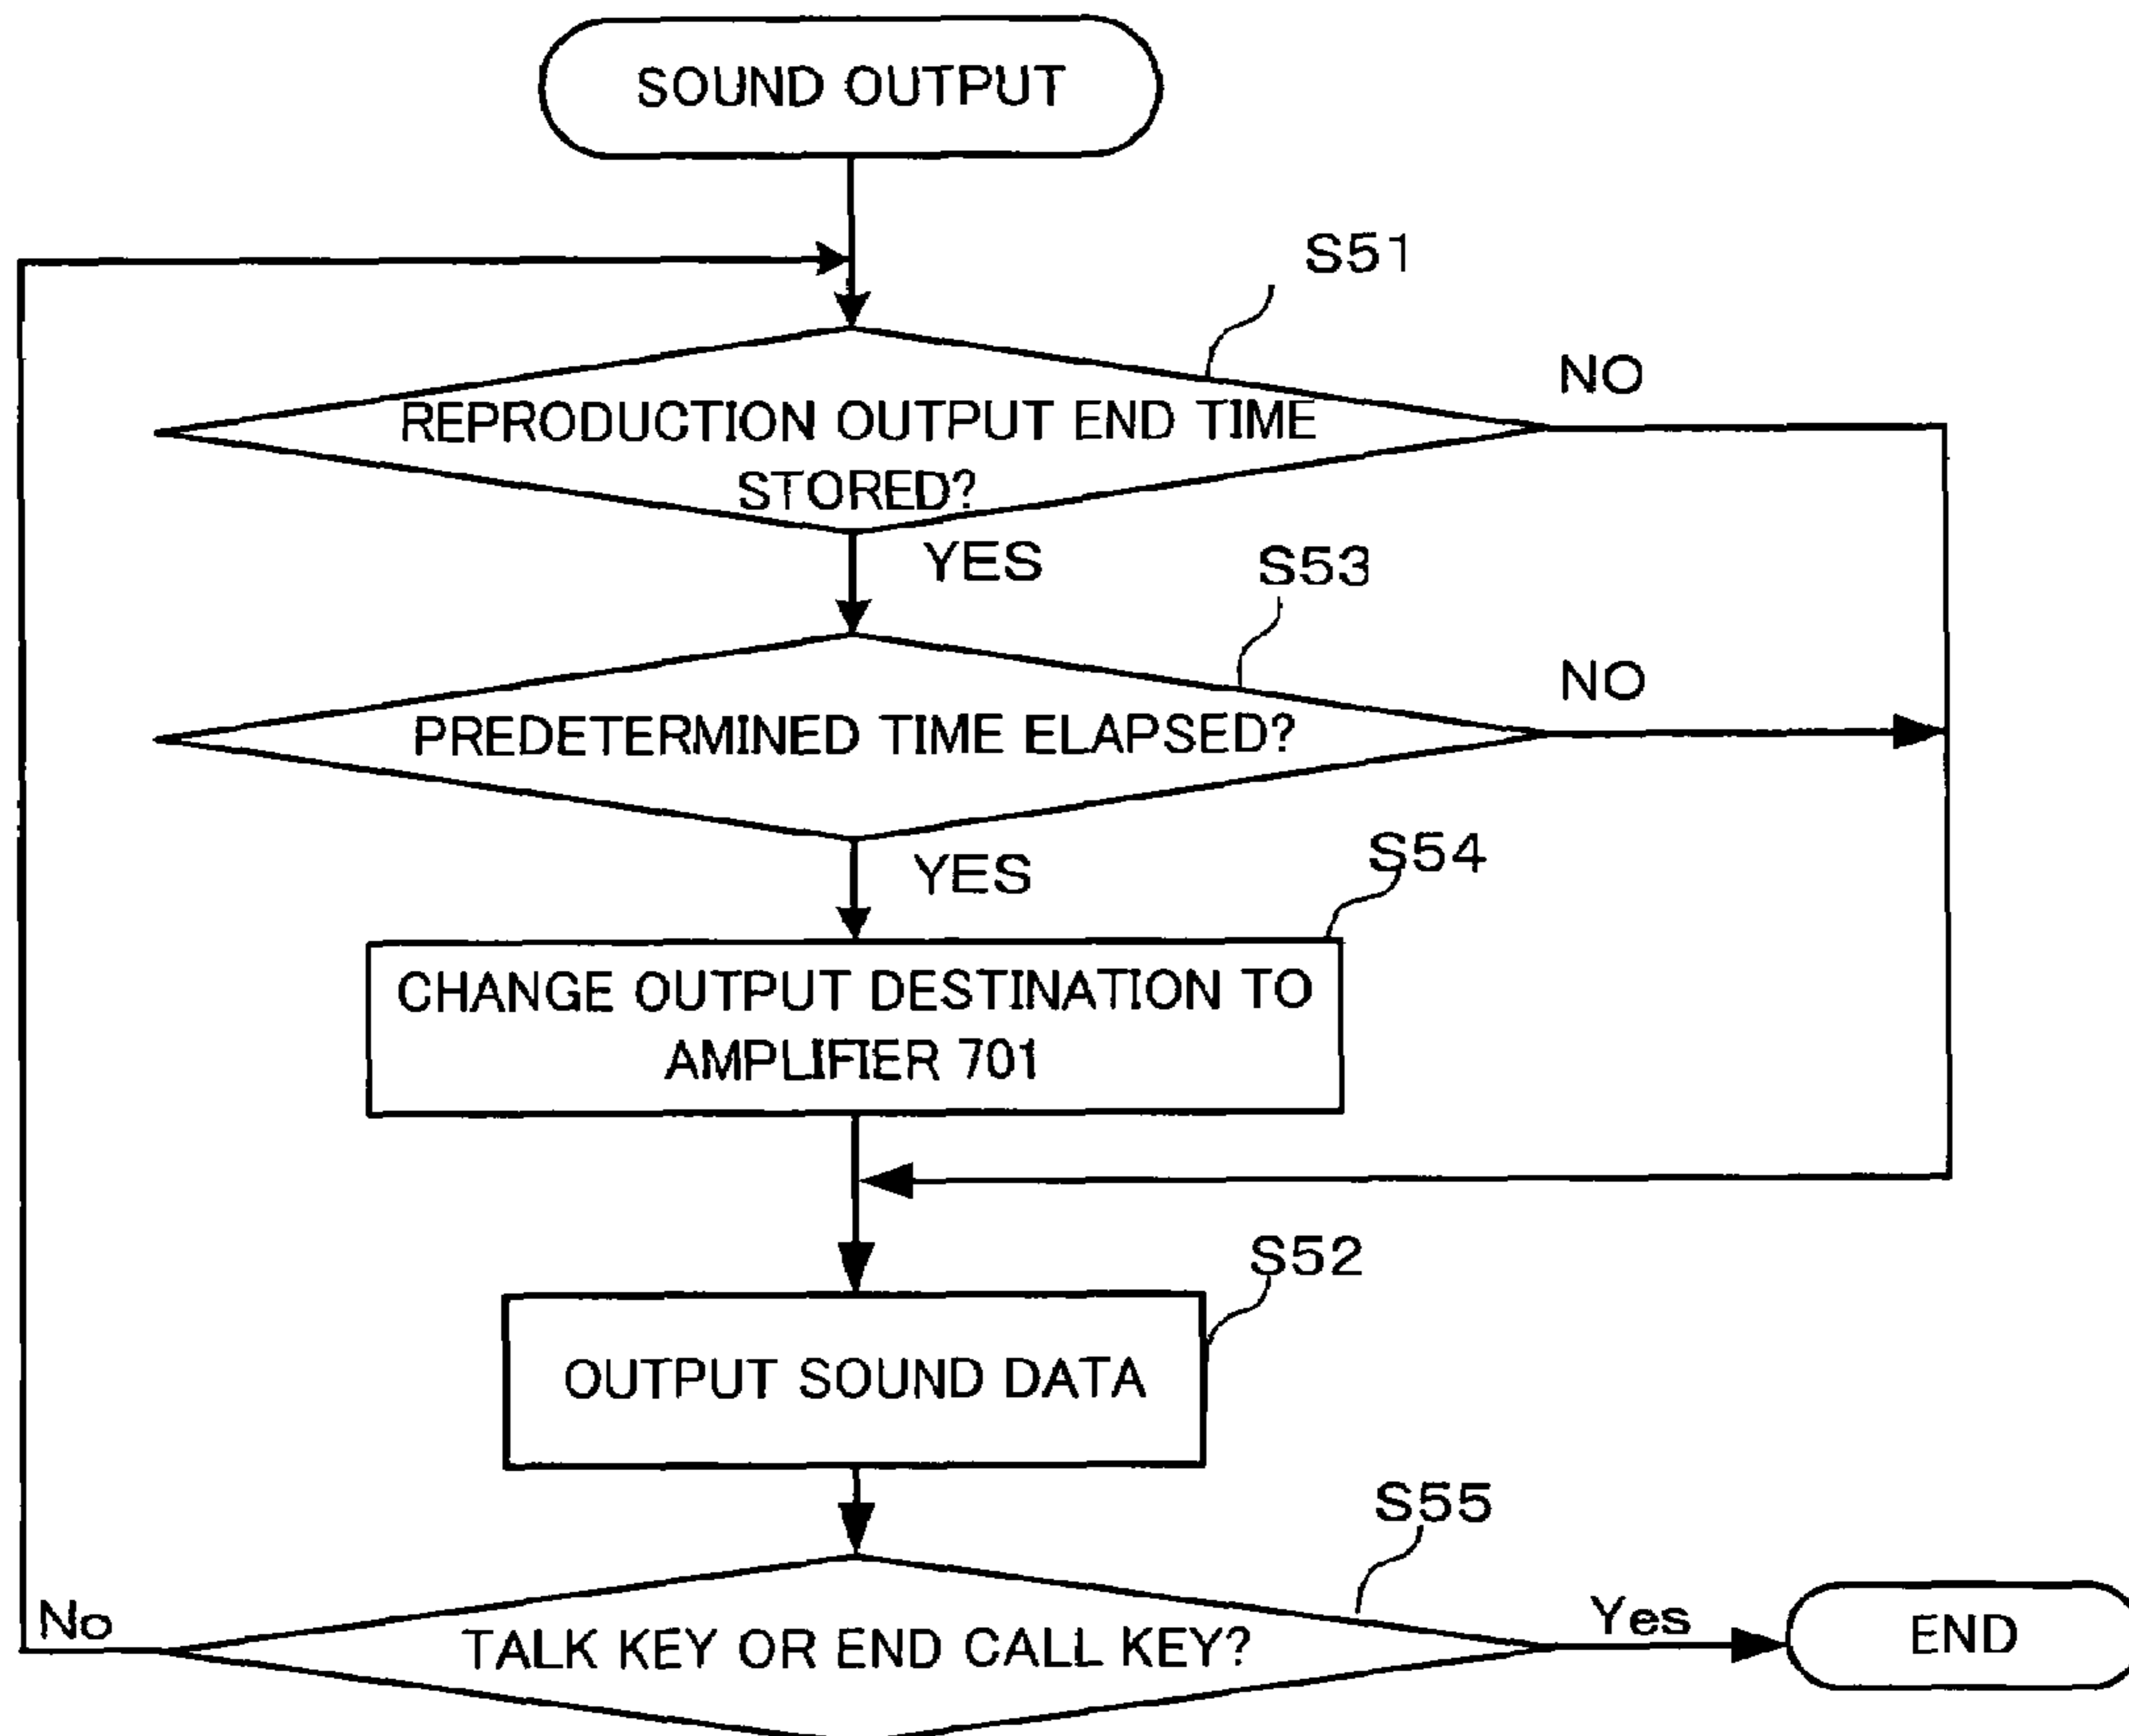 SOUND OUTPUT
S51
NO
REPRODUCTION OUTPUT END TIME
STORED?
YES
S53
NO
PREDETERMINED TIME ELAPSED?
YES
S54
CHANGE OUTPUT DESTINATION TO
AMPLIFIER 701
S52
OUTPUT SOUND DATA
S55
No
TALK KEY OR END CALL KEY?
Yes
END